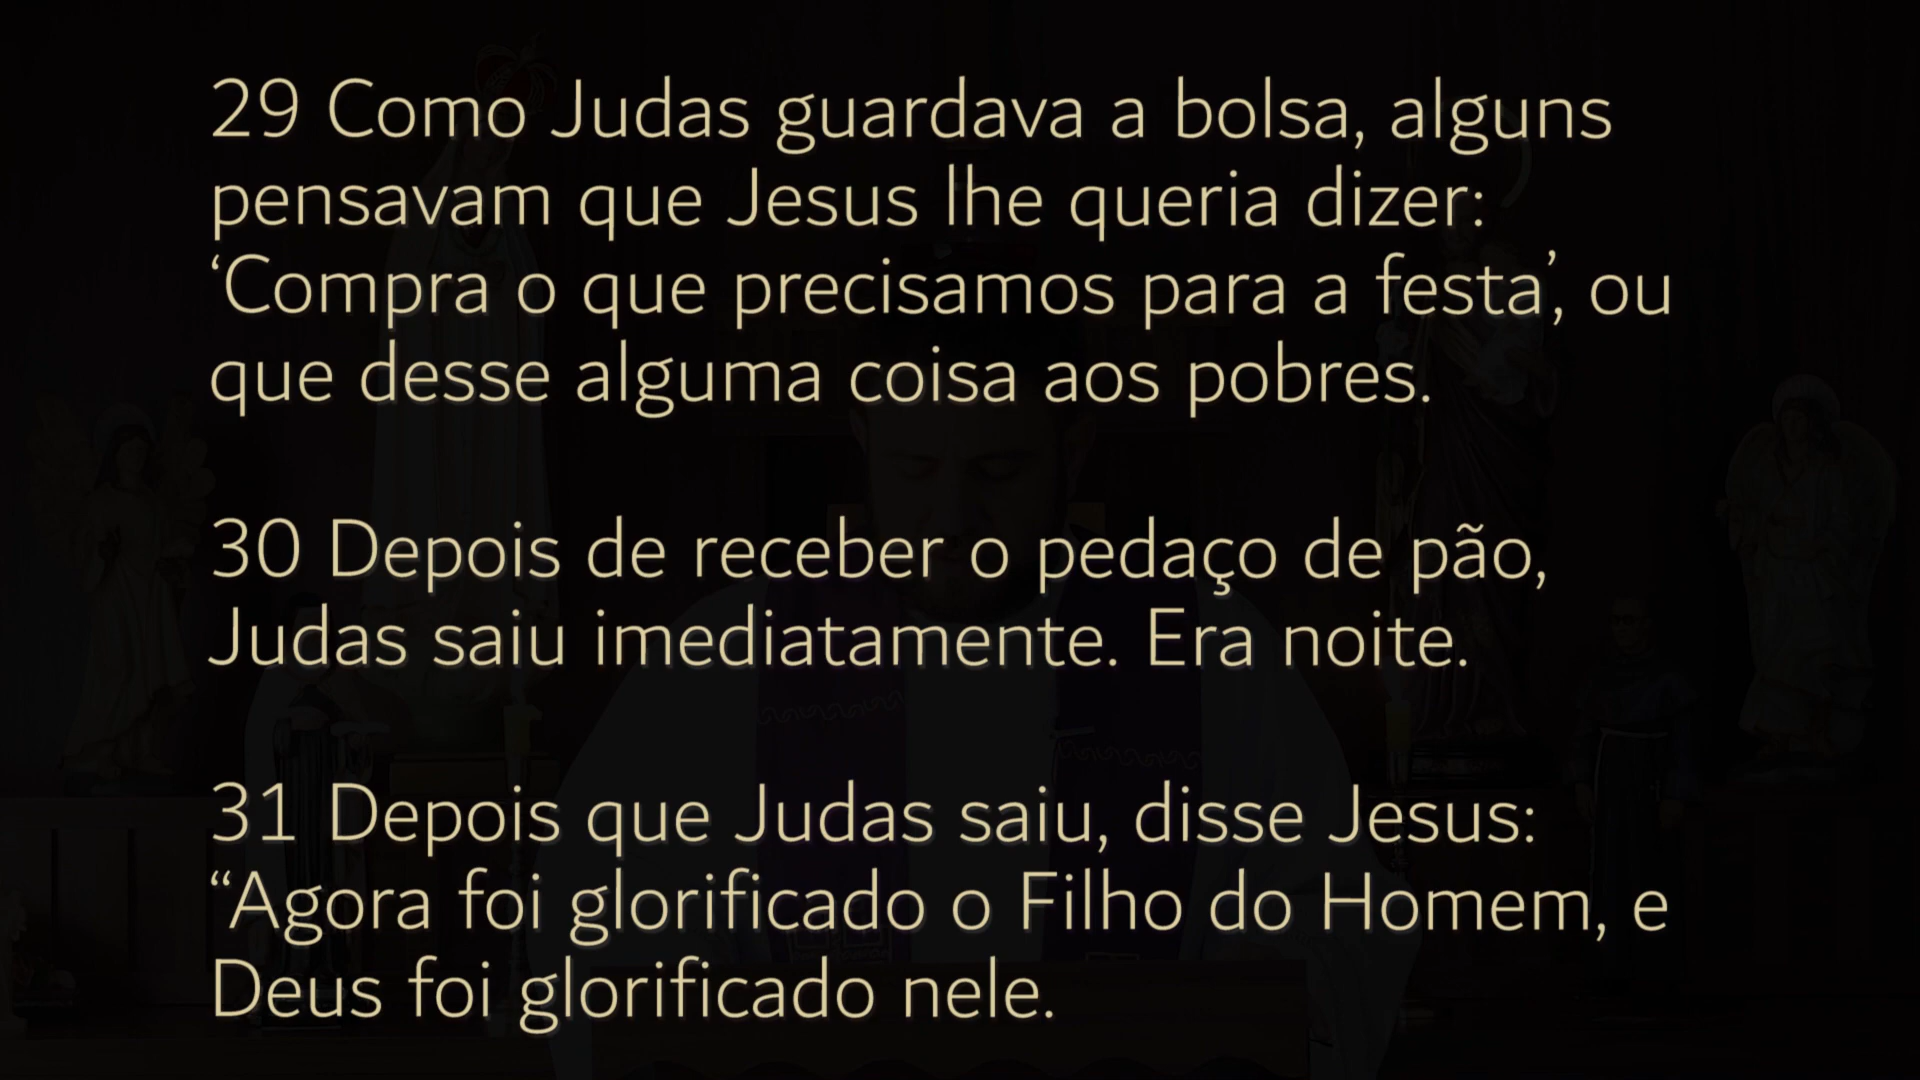 29 Como Judas guardava a bolsa, alguns
pensavam que Jesus lhe queria dizer:
‘Compra o que precisamos para a festa’, ou
que desse alguma coisa aos pobres.
30 Depois de receber o pedaço de pão,
Judas saiu imediatamente. Era noite.
31 Depois que Judas saiu, disse Jesus:
“Agora foi glorificado o Filho do Homem, e
Deus foi glorificado nele.